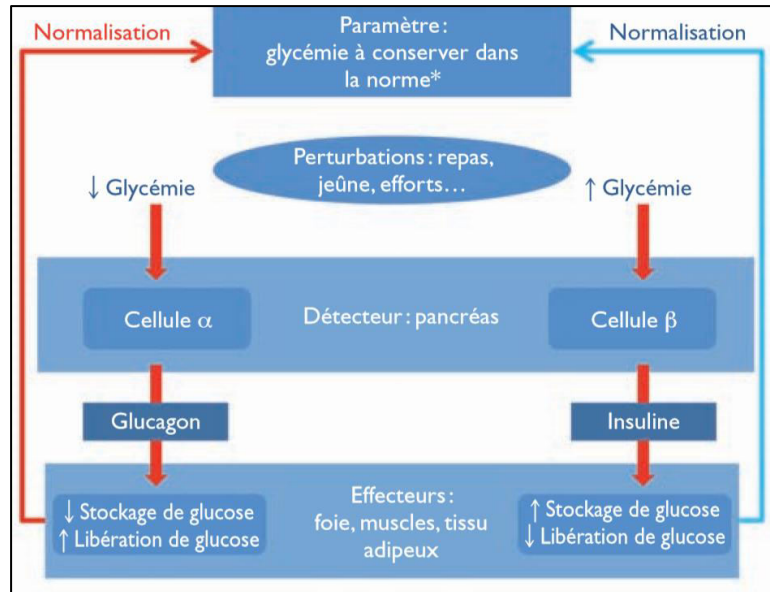 Normalisation
Paramètre :
glycémie à conserver dans
la norme*
Normalisation
Perturbations : repas,
jeûne, efforts…
↓ Glycémie
↑ Glycémie
Cellule α
Détecteur : pancréas
Cellule β
Glucagon
Insuline
↓ Stockage de glucose
↑ Libération de glucose
Effecteurs :
foie, muscles, tissu
adipeux
↑ Stockage de glucose
↓ Libération de glucose